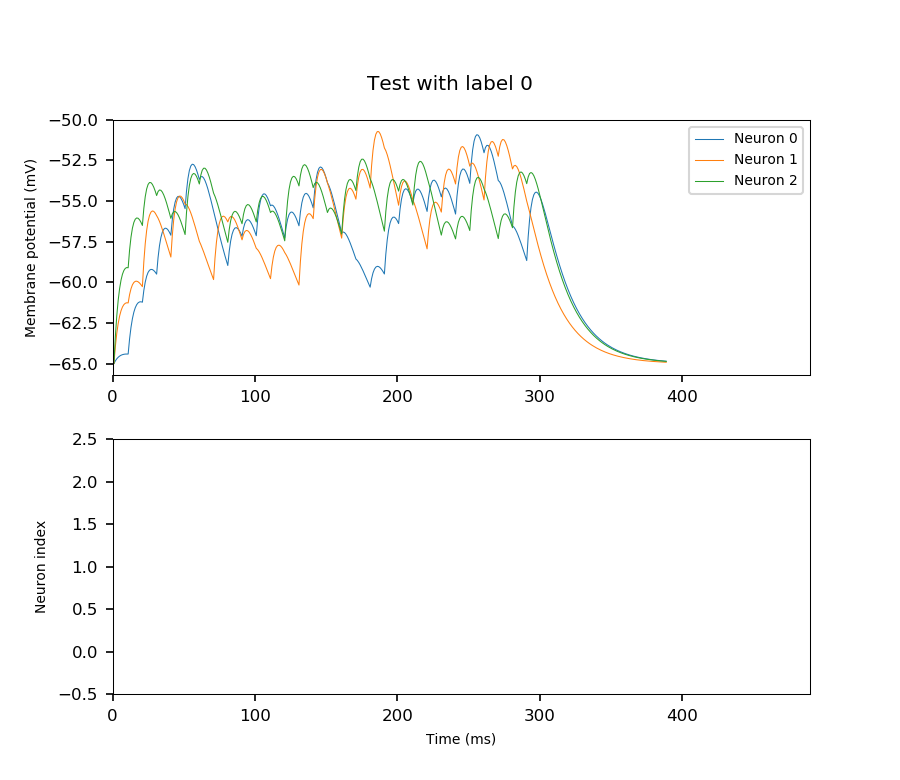 Test with label 0
−50.0
−52.5
−55.0
−57.5
−60.0
−62.5
−65.0
Membrane potential (mV)
Neuron 0
Neuron 1
Neuron 2
0 100 200 300 400
2.5
2.0
1.5
1.0
0.5
0.0
−0.5
Neuron index
0 100 200 300 400
Time (ms)